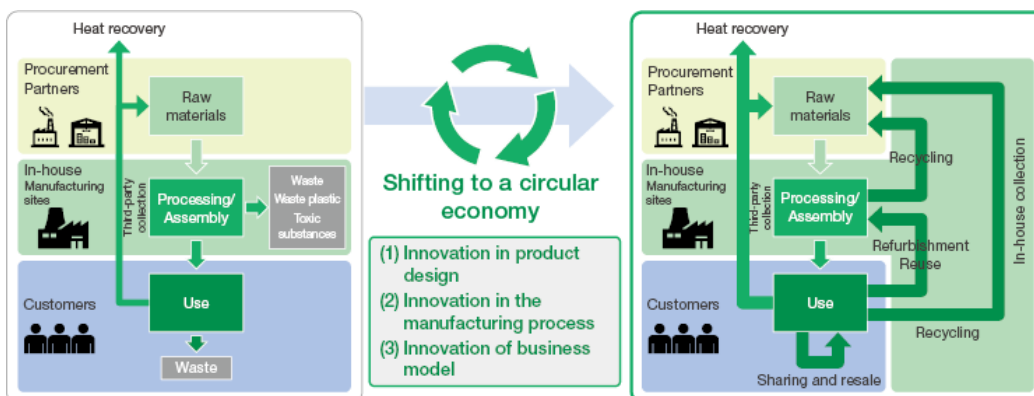 Heat recovery
Procurement
Partners
Raw
materials
In-house
Manufacturing
sites
Third-party
collection
Processing/
Assembly
Waste
Waste plastic
Toxic
substances
Customers
Use
Waste
Shifting to a circular
economy
(1) Innovation in product
design
(2) Innovation in the
manufacturing process
(3) Innovation of business
model
Heat recovery
Procurement
Partners
Raw
materials
Recycling
In-house
Manufacturing
sites
Third-party
collection
Processing/
Assembly
Refurbishment
Reuse
In-house collection
Customers
Use
Recycling
Sharing and resale